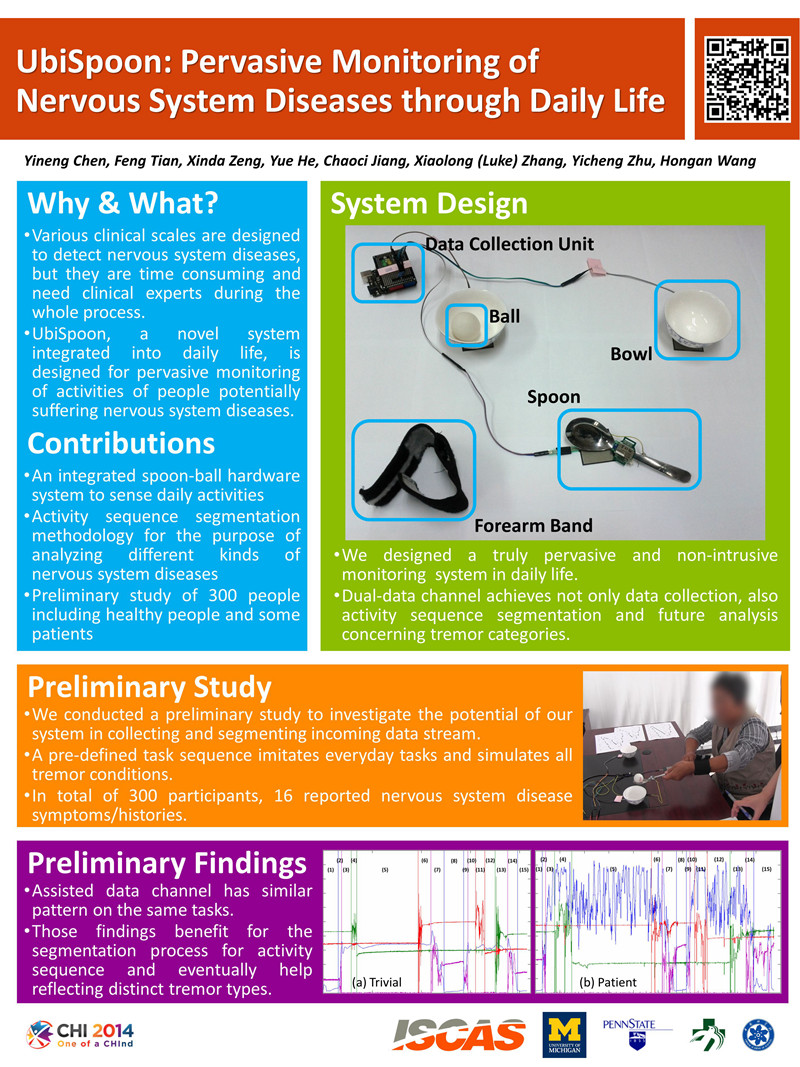 UbiSpoon: Pervasive Monitoring of
Nervous System Diseases through Daily Life
Yineng Chen, Feng Tian, Xinda Zeng, Yue He, Chaoci Jiang, Xiaolong (Luke) Zhang, Yicheng Zhu, Hongan Wang
Why & What?
•Various clinical scales are designed
to detect nervous system diseases,
but they are time consuming and
need clinical experts during the
whole process.
•UbiSpoon, a novel system
integrated into daily life, is
designed for pervasive monitoring
of activities of people potentially
suffering nervous system diseases.
Contributions
•An integrated spoon-ball hardware
system to sense daily activities
•Activity sequence segmentation
methodology for the purpose of
analyzing different kinds of
nervous system diseases
•Preliminary study of 300 people
including healthy people and some
patients
System Design
Data Collection Unit
Ball
Bowl
Spoon
Forearm Band
•We designed a truly pervasive and non-intrusive
monitoring system in daily life.
•Dual-data channel achieves not only data collection, also
activity sequence segmentation and future analysis
concerning tremor categories.
Preliminary Study
•We conducted a preliminary study to investigate the potential of our
system in collecting and segmenting incoming data stream.
•A pre-defined task sequence imitates everyday tasks and simulates all
tremor conditions.
•In total of 300 participants, 16 reported nervous system disease
symptoms/histories.
Preliminary Findings
•Assisted data channel has similar
pattern on the same tasks.
•Those findings benefit for the
segmentation process for activity
sequence and eventually help
reflecting distinct tremor types.
(2) (4) (6) (8) (10) (12) (14)
(1) (3) (5) (7) (9) (11) (13) (15)
(a) Trivial
(2) (4) (6) (8) (10) (12) (14)
(1) (3) (5) (7) (9) (11) (13) (15)
(b) Patient
CHI 2014
One of a CHInd
ISCAS
M
UNIVERSITY OF
MICHIGAN
PENNSTATE
1855